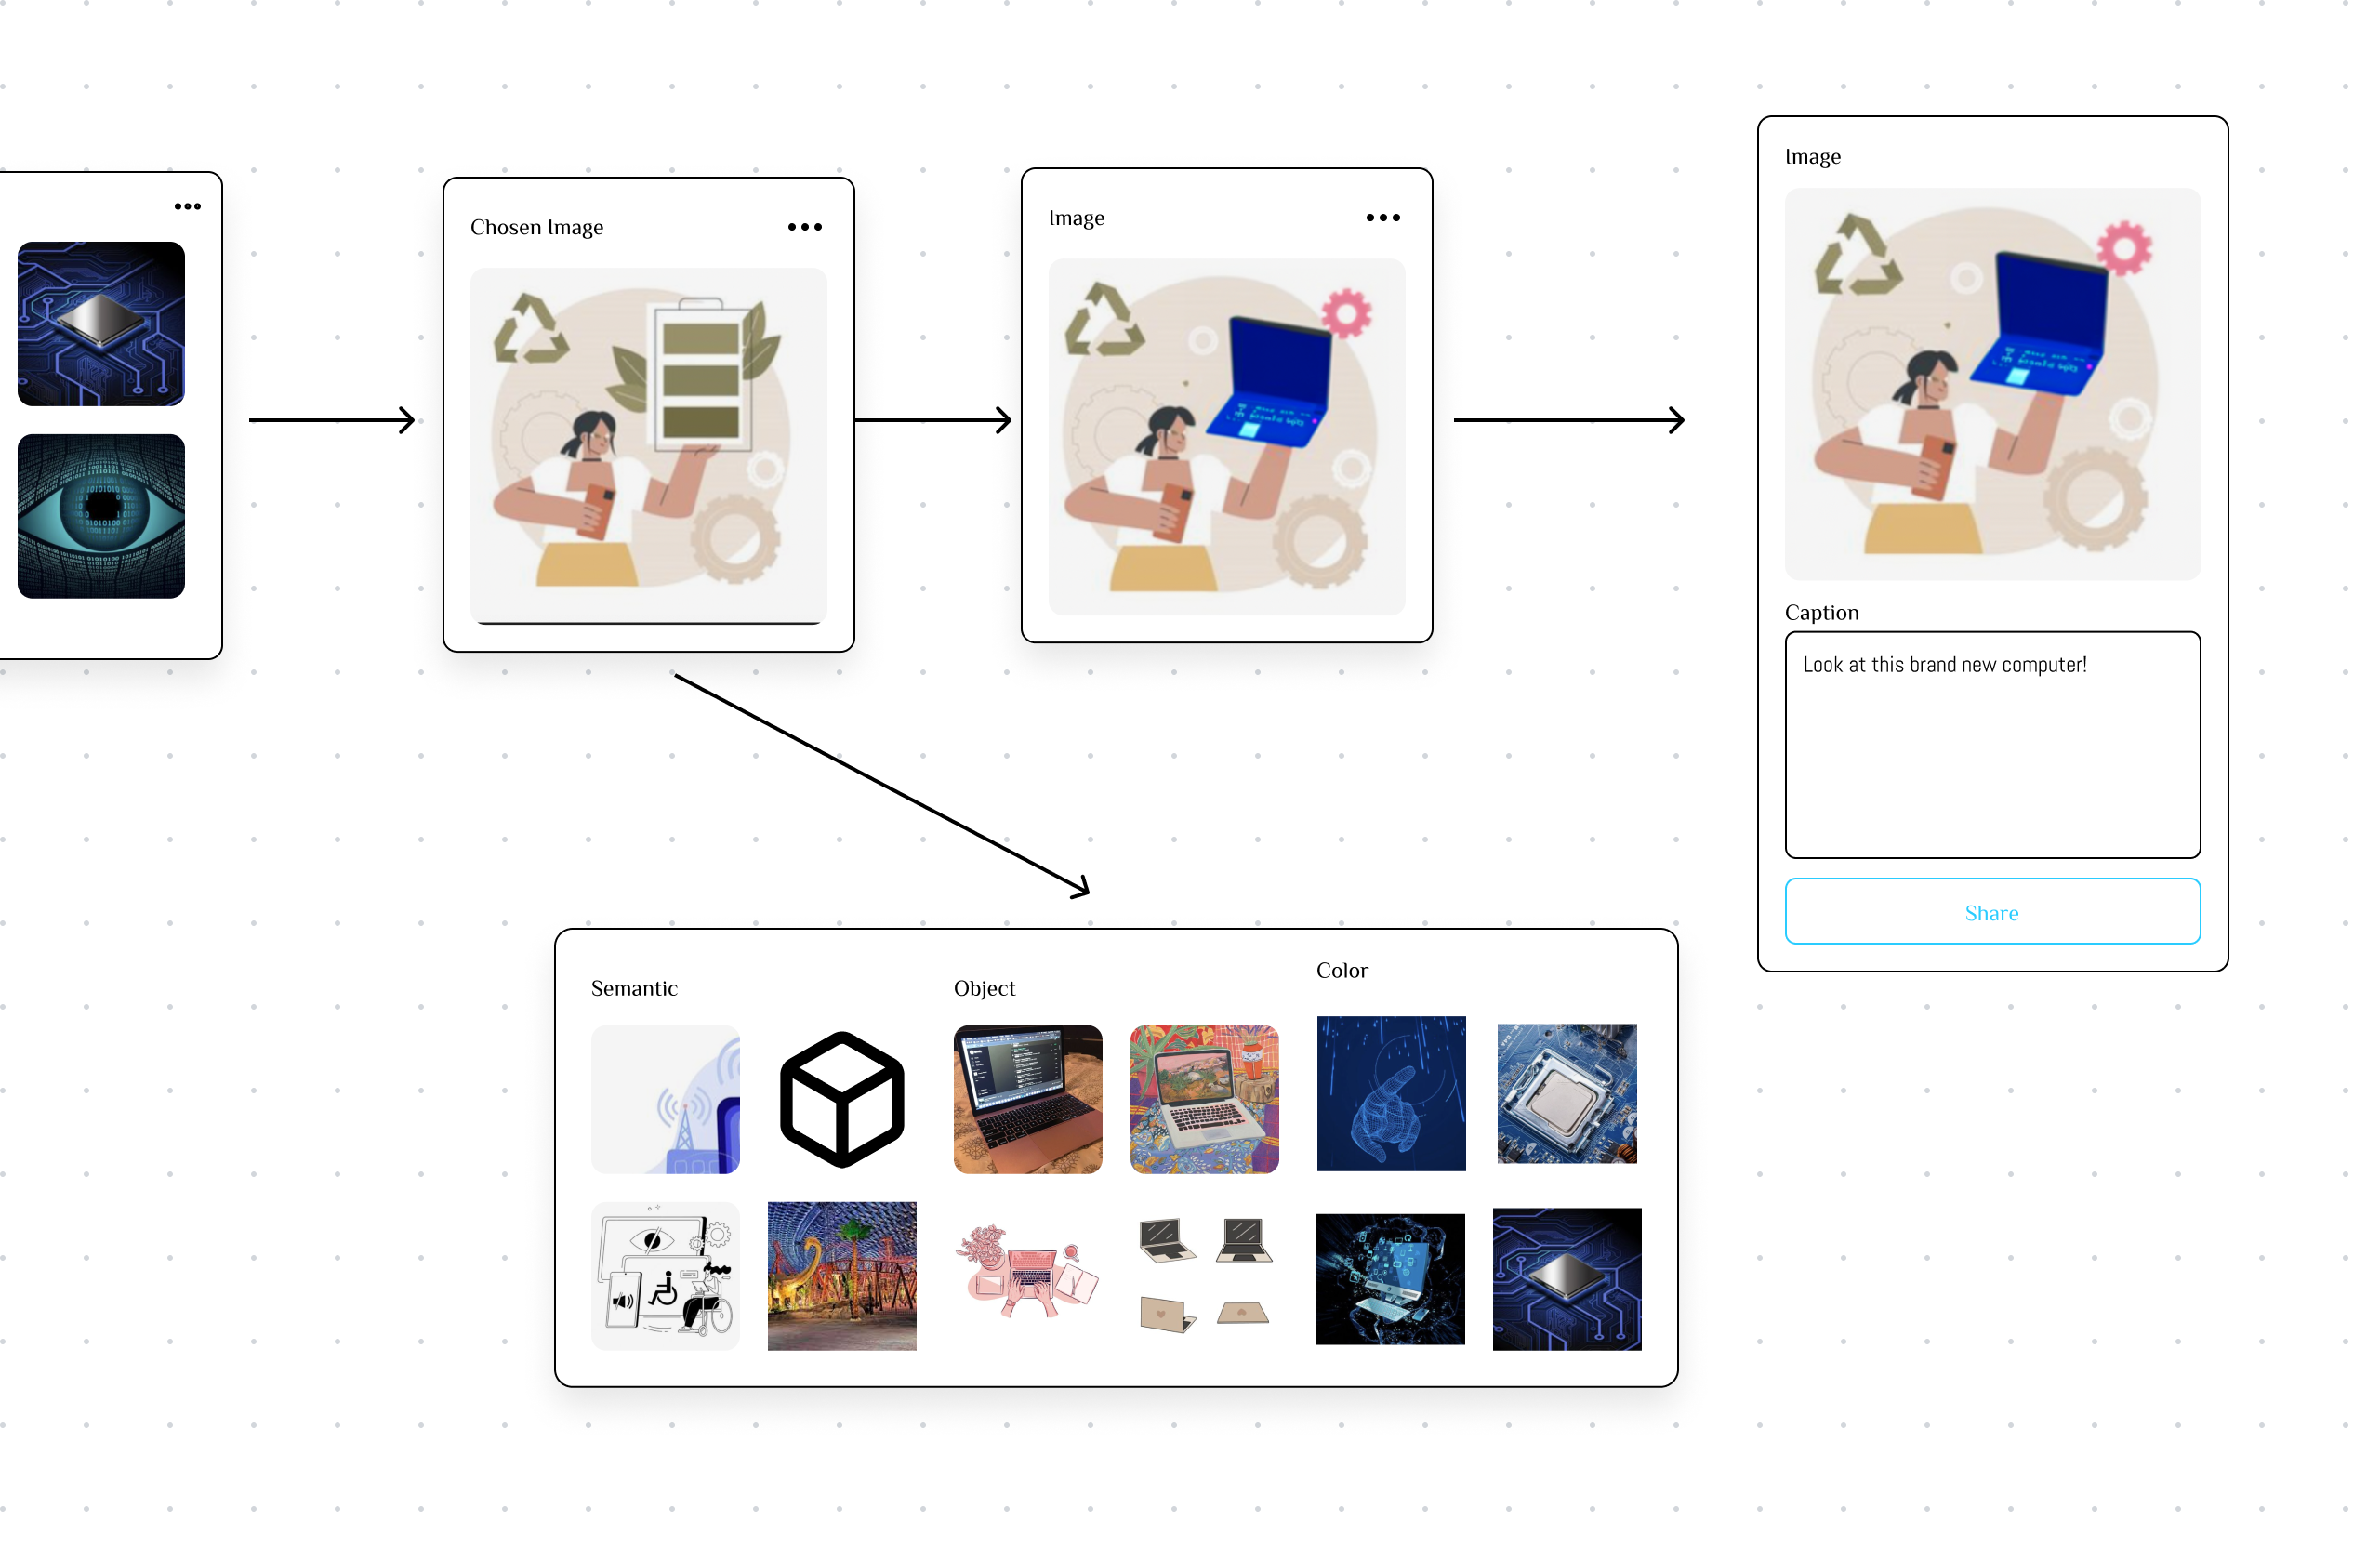 Chosen Image
Image
Image
Caption
Look at this brand new computer!
Share
Semantic
Object
Color